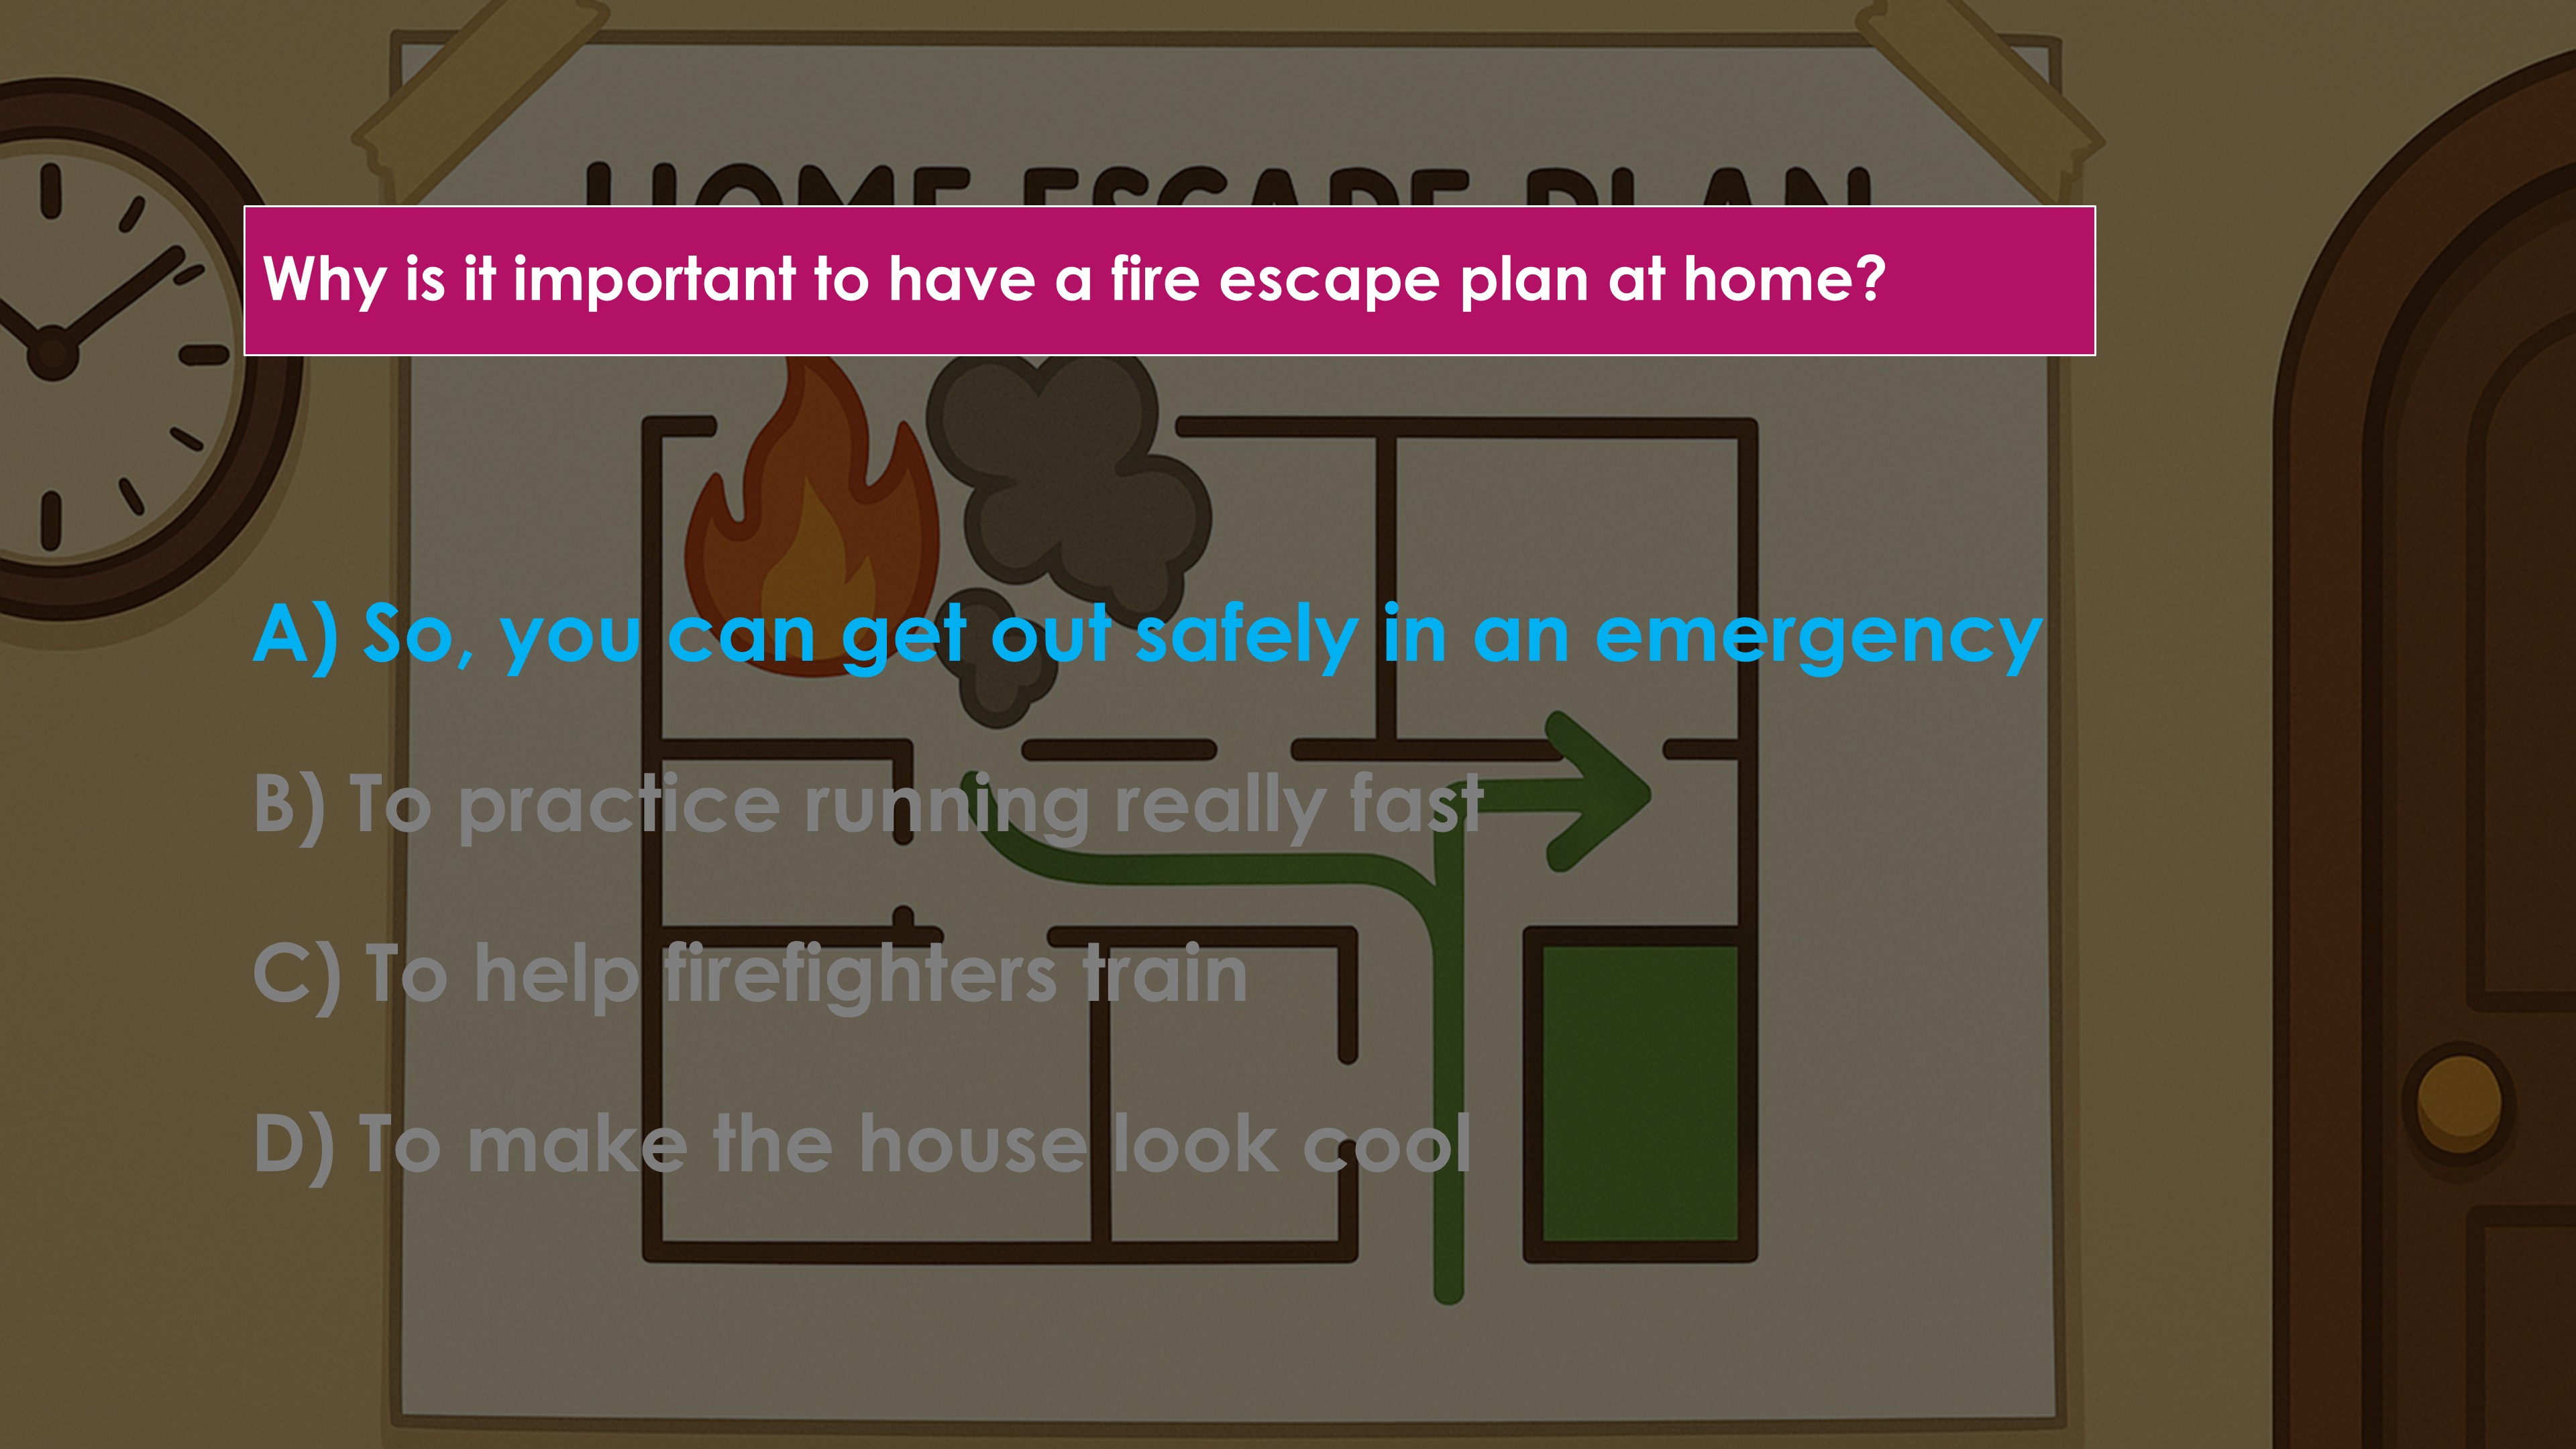 HOME ESCAPE PLAN
Why is it important to have a fire escape plan at home?
A) So, you can get out safely in an emergency
B) To practice running really fast
C) To help firefighters train
D) To make the house look cool